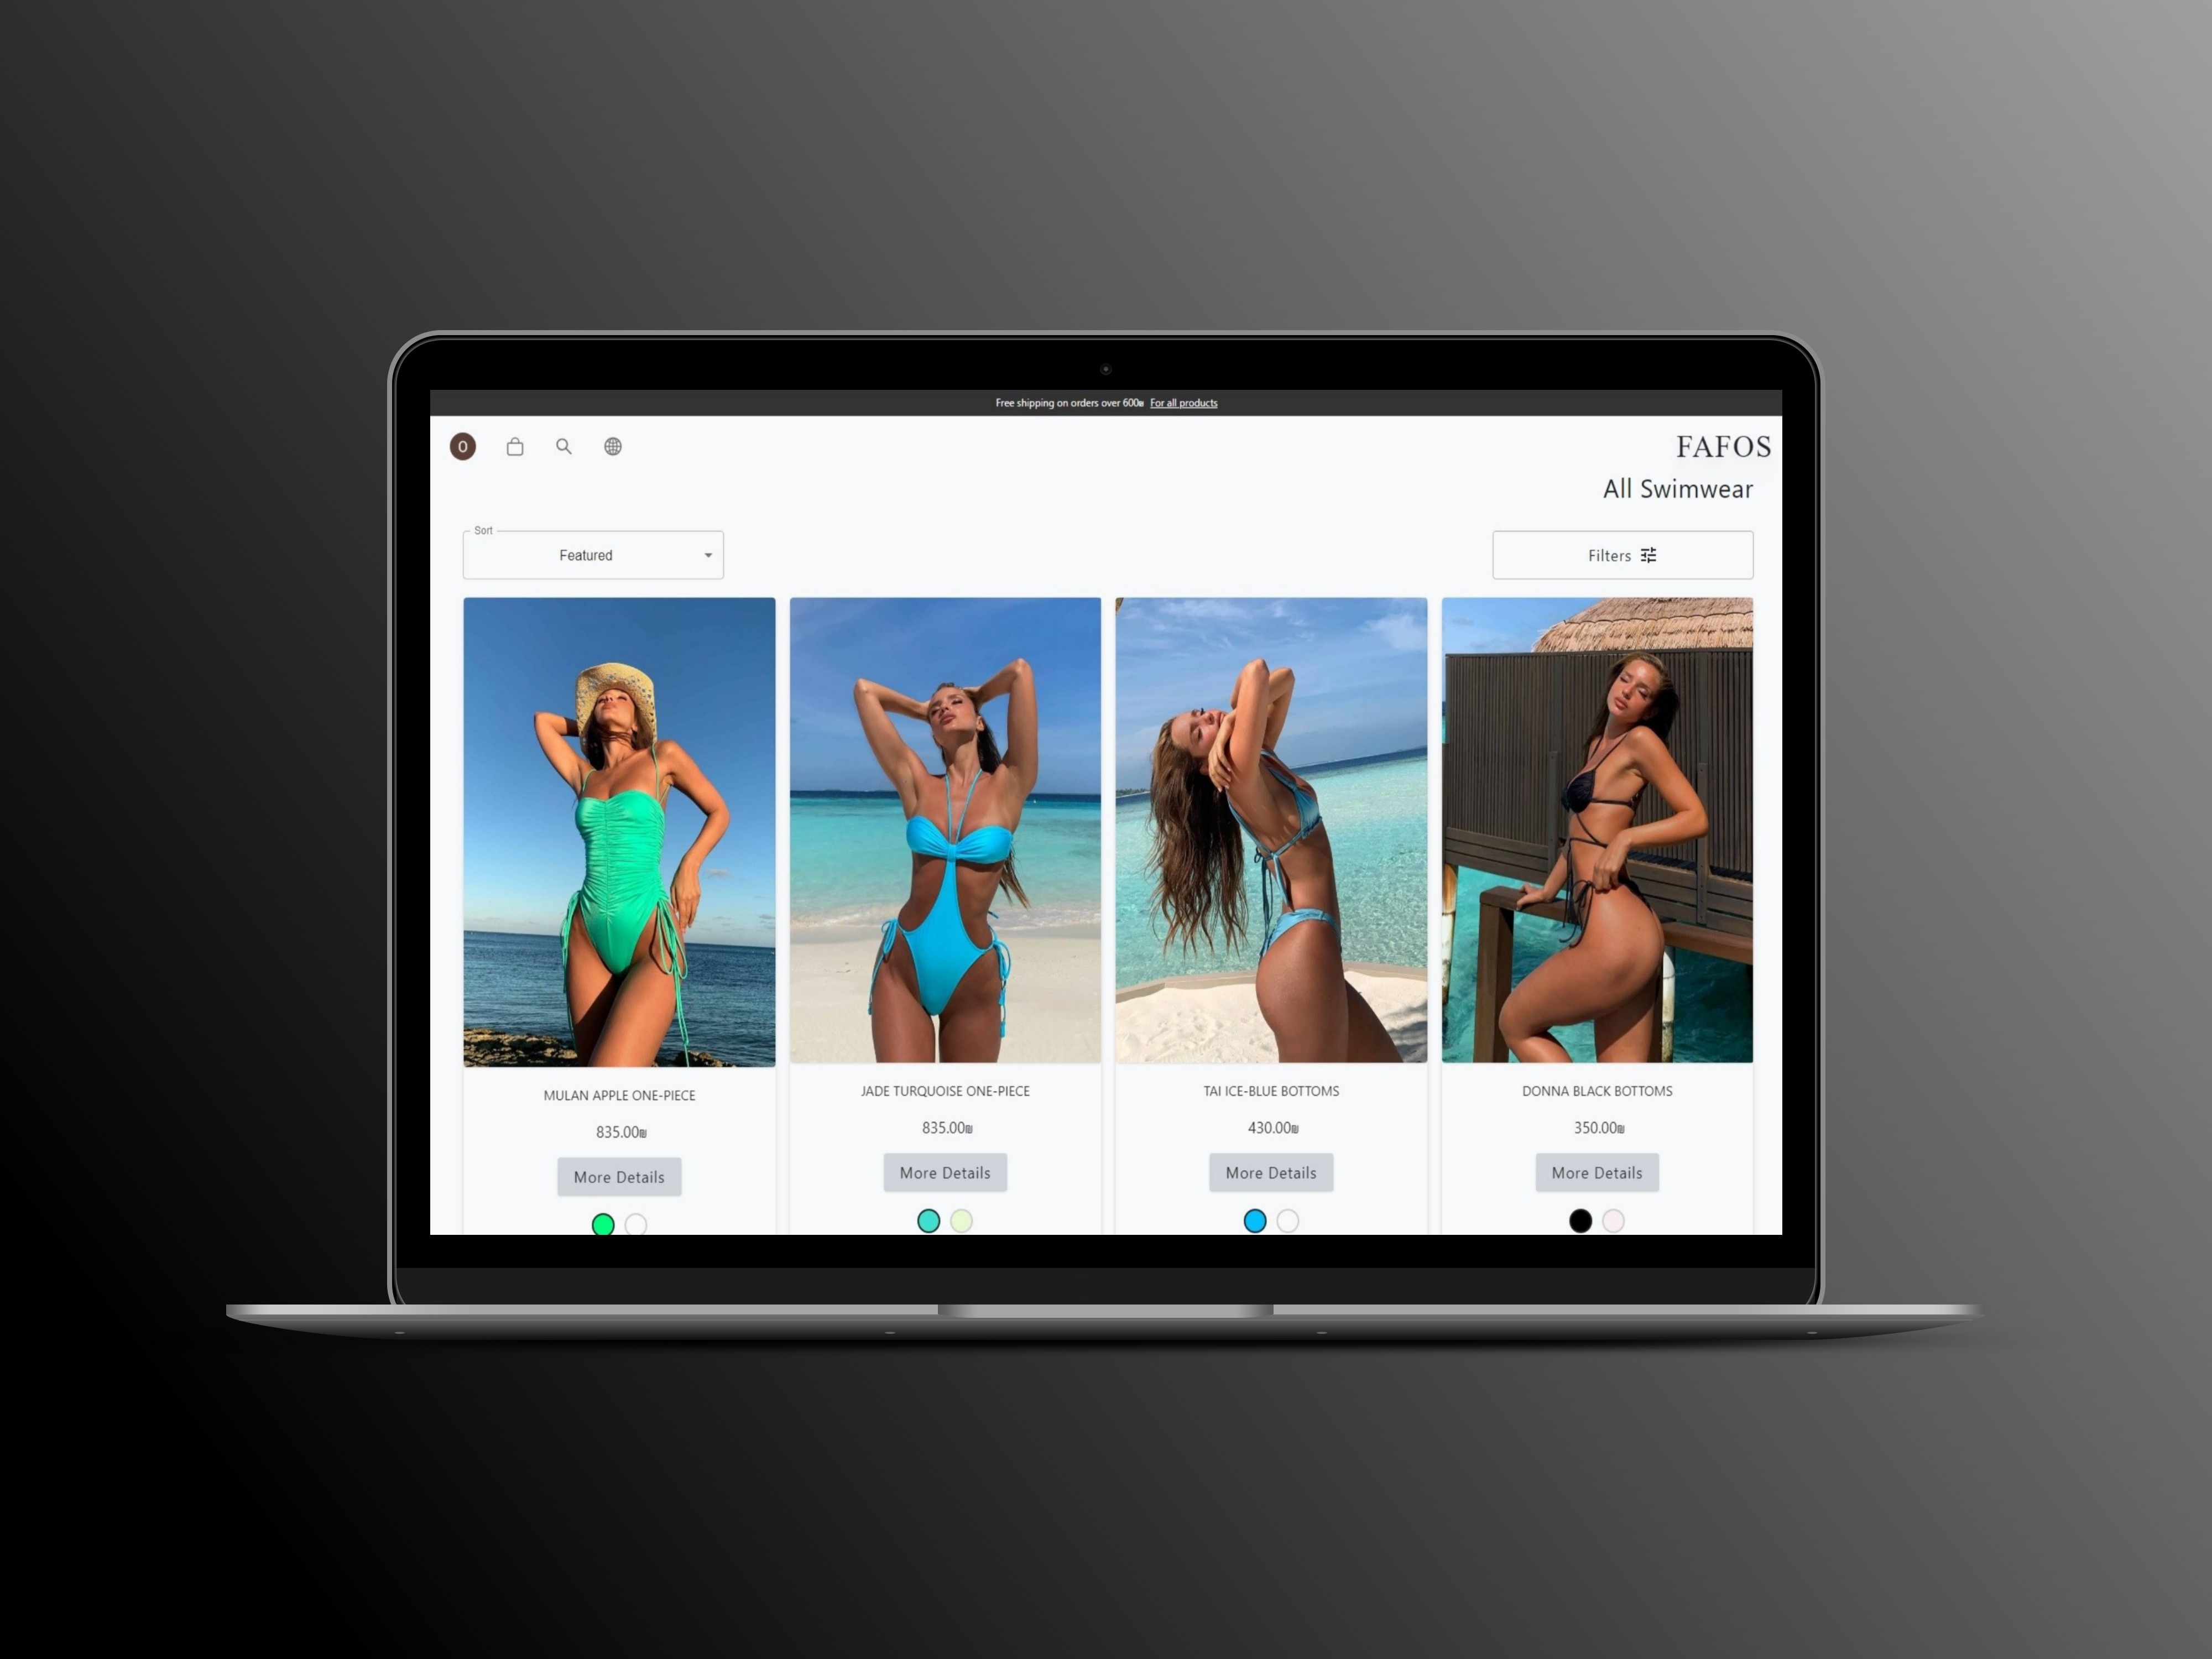 Free shipping on orders over 600₪ For all products
O
FAFOS
All Swimwear
Sort
Featured
Filters
MULAN APPLE ONE-PIECE
835.00₪
More Details
JADE TURQUOISE ONE-PIECE
835.00₪
More Details
TAI ICE-BLUE BOTTOMS
430.00₪
More Details
DONNA BLACK BOTTOMS
350.00₪
More Details